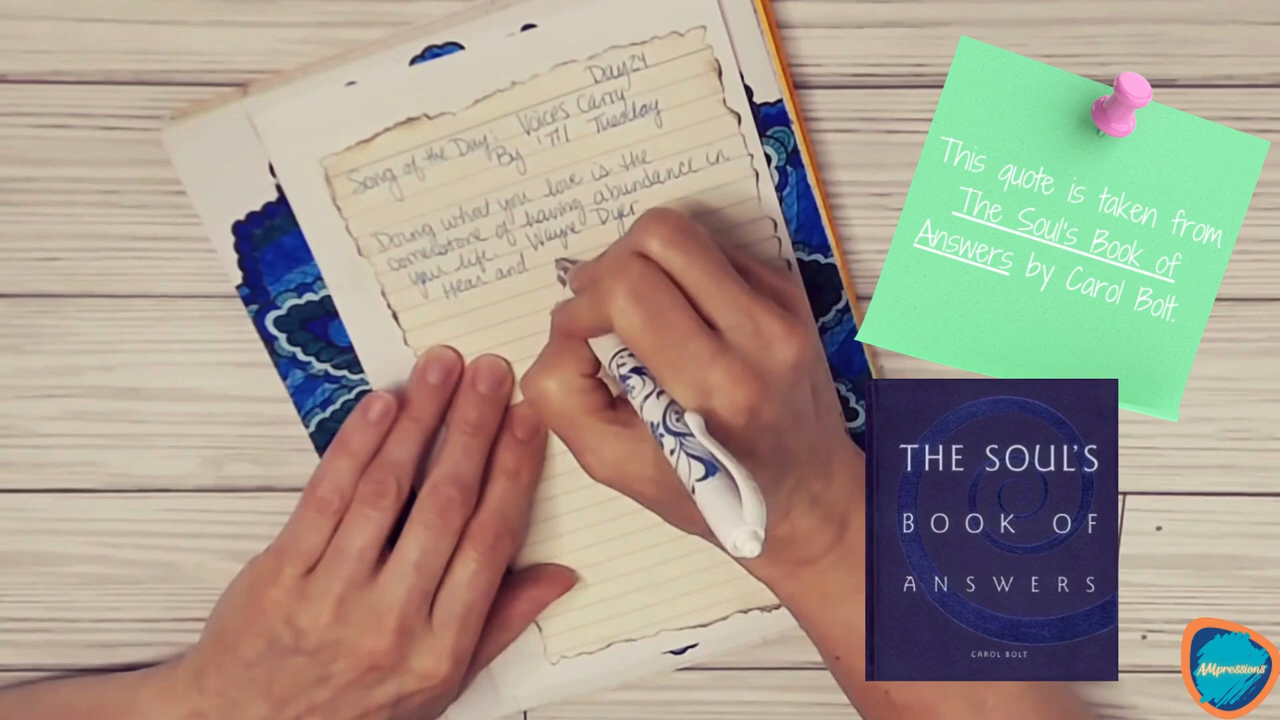 Day 24
Song of the Day: Voices Carry
By 'Til Tuesday
Doing what you love is the
cornerstone of having abundance in
your life. Wayne Dyer
Hear and
This quote is taken from
The Soul's Book of
Answers by Carol Bolt.
THE SOUL'S
BOOK OF
ANSWERS
CAROL BOLT
AMpressions